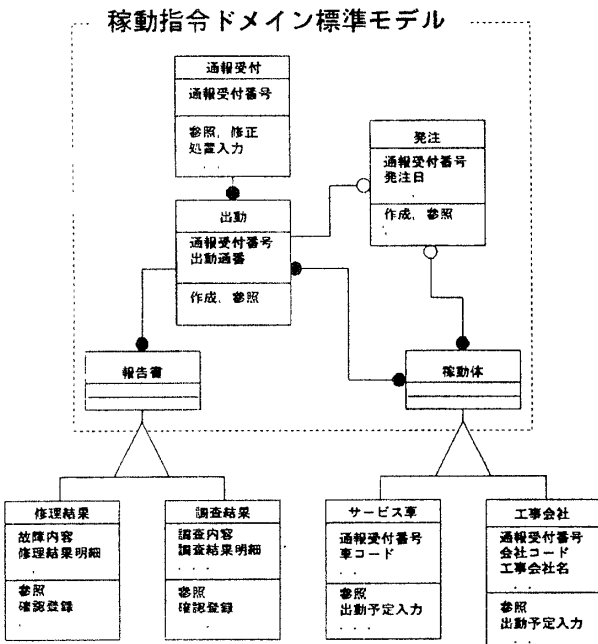 稼動指令ドメイン標準モデル
通報受付
通報受付番号
参照，修正
処置入力
. . .
発注
通報受付番号
発注日
.
作成，参照
.
出動
通報受付番号
出動通番
作成，参照
報告書
稼動体
修理結果
故障内容
修理結果明細
.
参照
確認登録
.
調査結果
調査内容
調査結果明細
. . .
参照
確認登録
.
サービス車
通報受付番号
車コード
. .
参照
出動予定入力
. . .
工事会社
通報受付番号
会社コード
工事会社名
. .
参照
出動予定入力
. . .